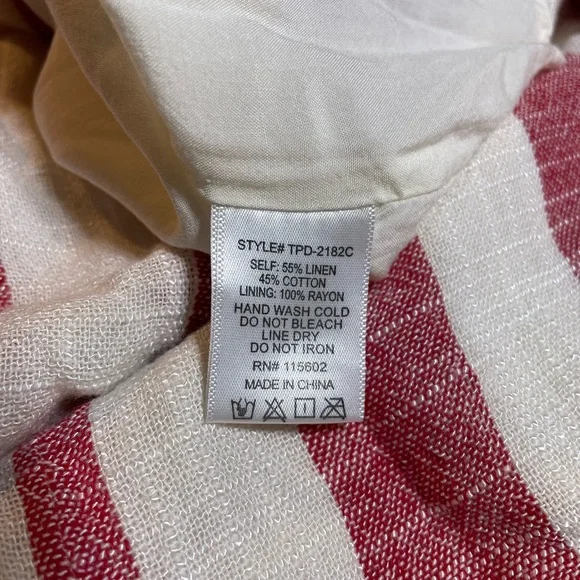 STYLE# TPD-2182C
SELF: 55% LINEN
45% COTTON
LINING: 100% RAYON
HAND WASH COLD
DO NOT BLEACH
LINE DRY
DO NOT IRON
RN# 115602
MADE IN CHINA